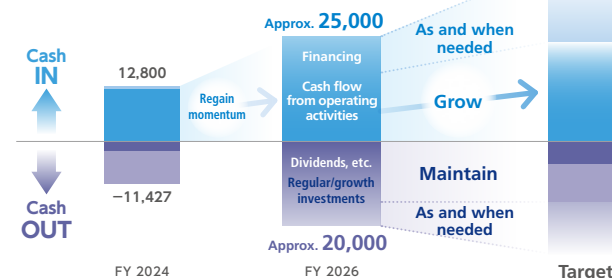 Approx. 25,000
As and when
needed
Financing
Cash
IN
12,800
Cash flow
from operating
activities
Regain
momentum
Grow
Dividends, etc.
Regular/growth
investments
Maintain
−11,427
Cash
OUT
As and when
needed
Approx. 20,000
FY 2024
FY 2026
Target